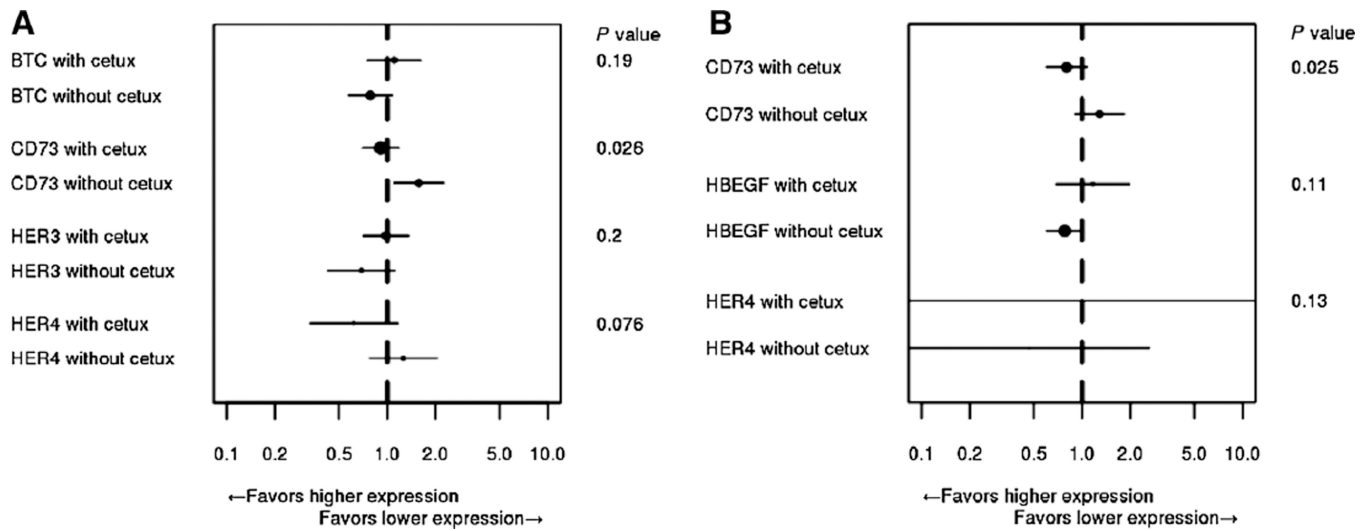 A
P value
BTC with cetux 0.19
BTC without cetux
CD73 with cetux 0.026
CD73 without cetux
HER3 with cetux 0.2
HER3 without cetux
HER4 with cetux 0.076
HER4 without cetux
0.1 0.2 0.5 1.0 2.0 5.0 10.0
←Favors higher expression
Favors lower expression→
B
P value
CD73 with cetux 0.025
CD73 without cetux
HBEGF with cetux 0.11
HBEGF without cetux
HER4 with cetux 0.13
HER4 without cetux
0.1 0.2 0.5 1.0 2.0 5.0 10.0
←Favors higher expression
Favors lower expression→